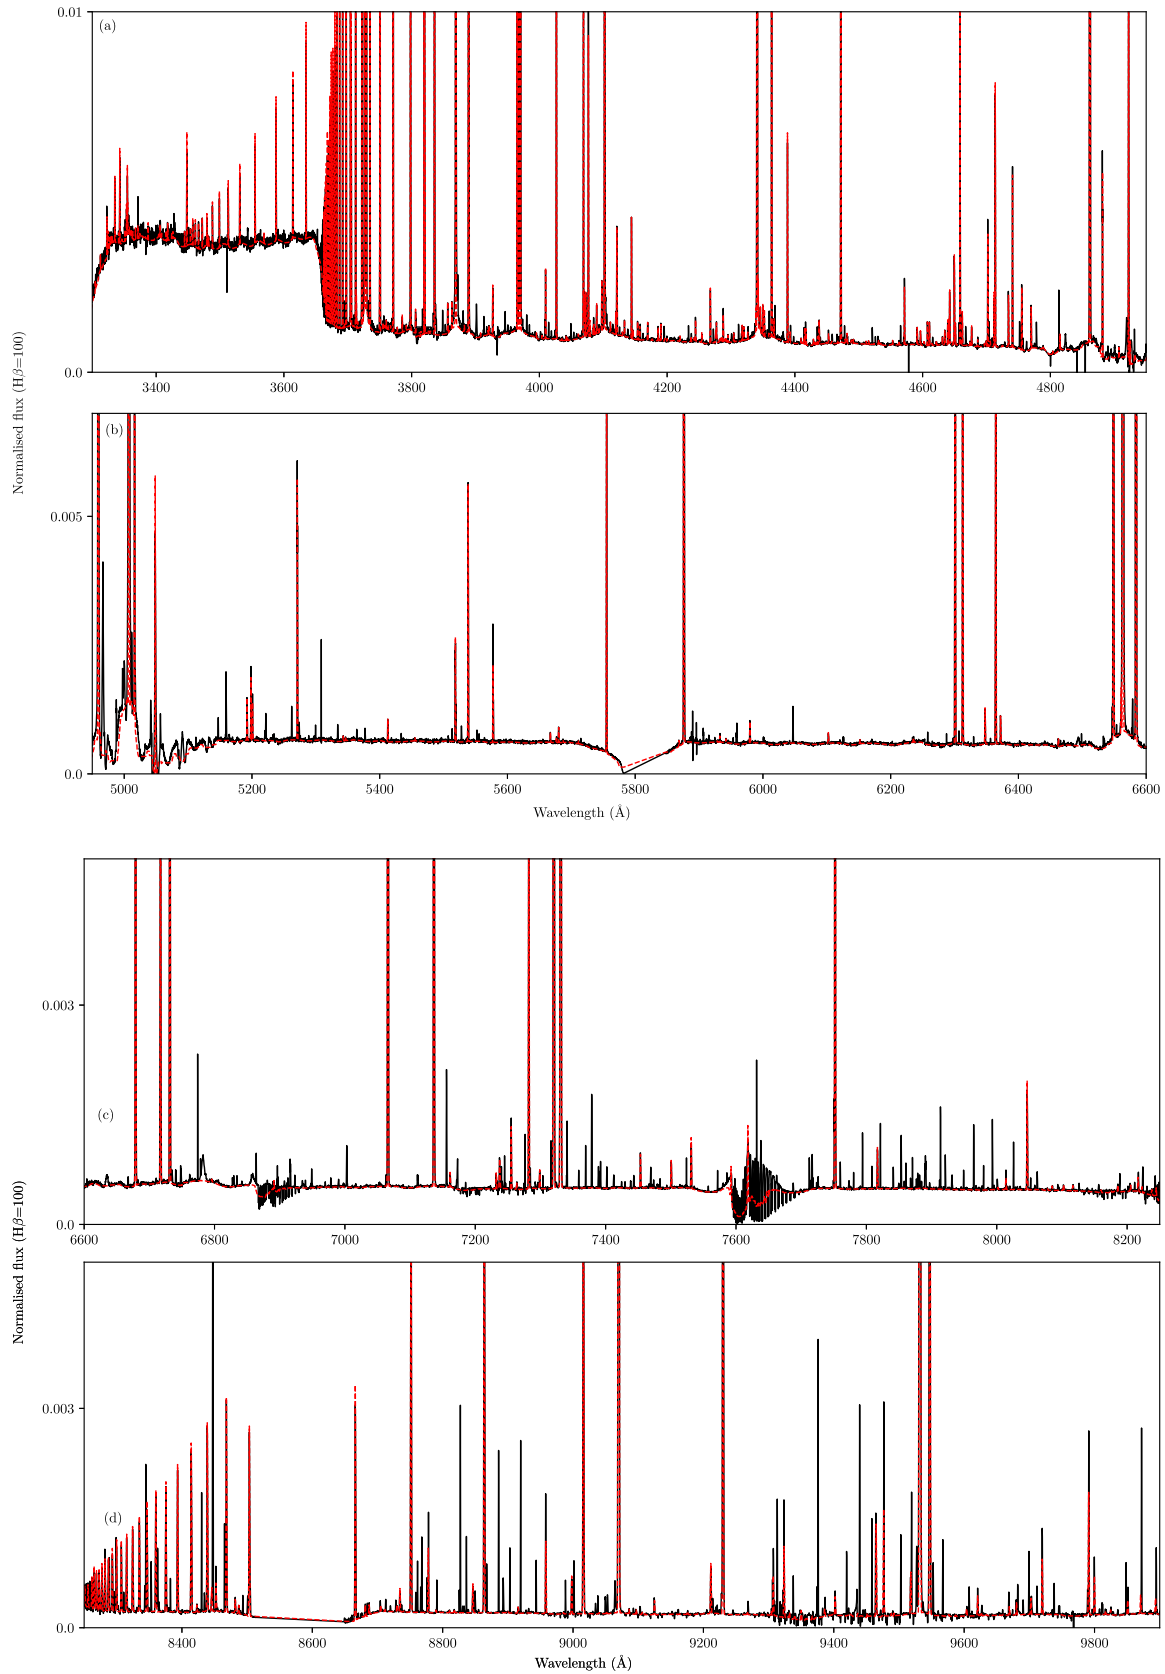 0.01
(a)
Normalised flux (Hβ=100)
0.0
3400 3600 3800 4000 4200 4400 4600 4800
(b)
0.005
0.0
5000 5200 5400 5600 5800 6000 6200 6400 6600
Wavelength (Å)
0.003
(c)
0.0
6600 6800 7000 7200 7400 7600 7800 8000 8200
Normalised flux (Hβ=100)
0.003
(d)
0.0
8400 8600 8800 9000 9200 9400 9600 9800
Wavelength (Å)